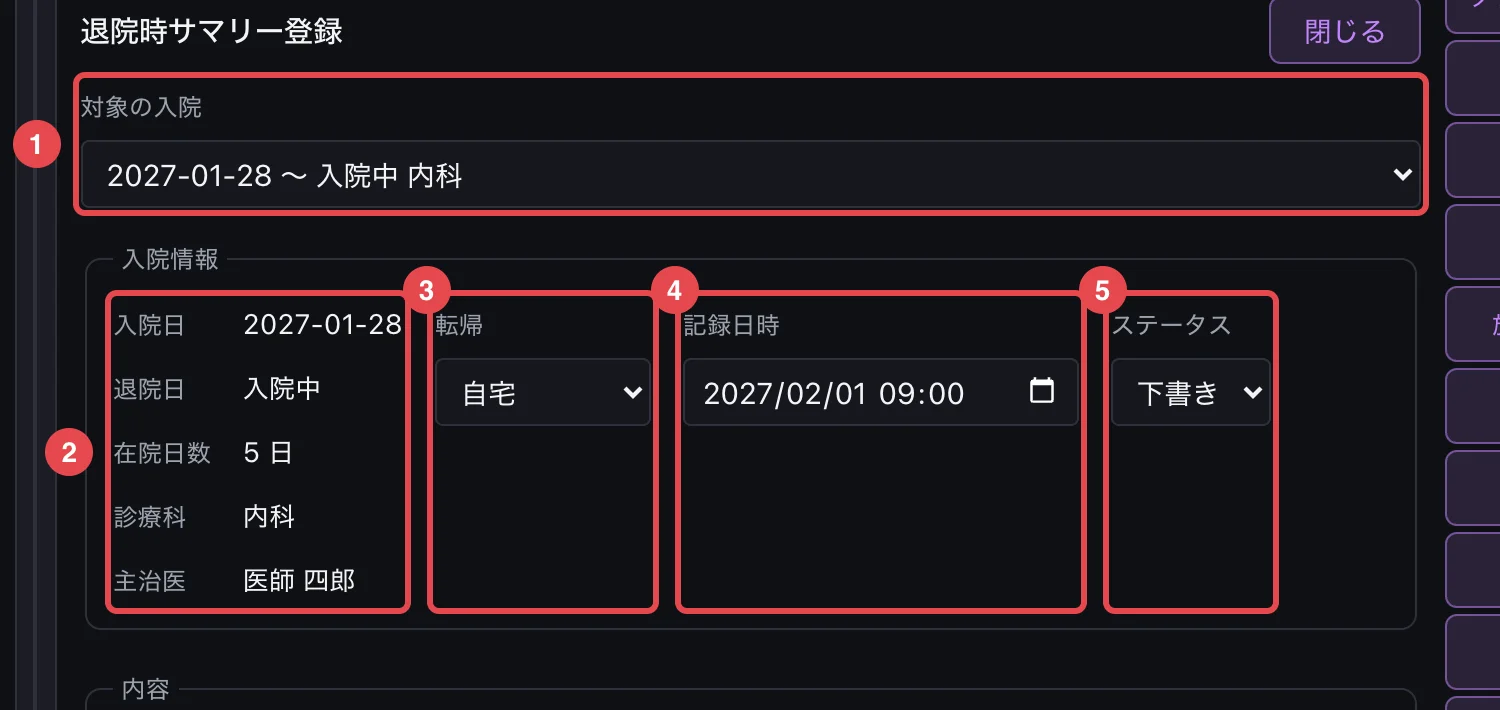 退院時サマリー登録
閉じる
対象の入院
1
2027-01-28 〜 入院中 内科
入院情報
3
4
5
入院日 2027-01-28
転帰
記録日時
ステータス
退院日 入院中
自宅
2027/02/01 09:00
下書き
2
在院日数 5 日
診療科 内科
主治医 医師 四郎
内容